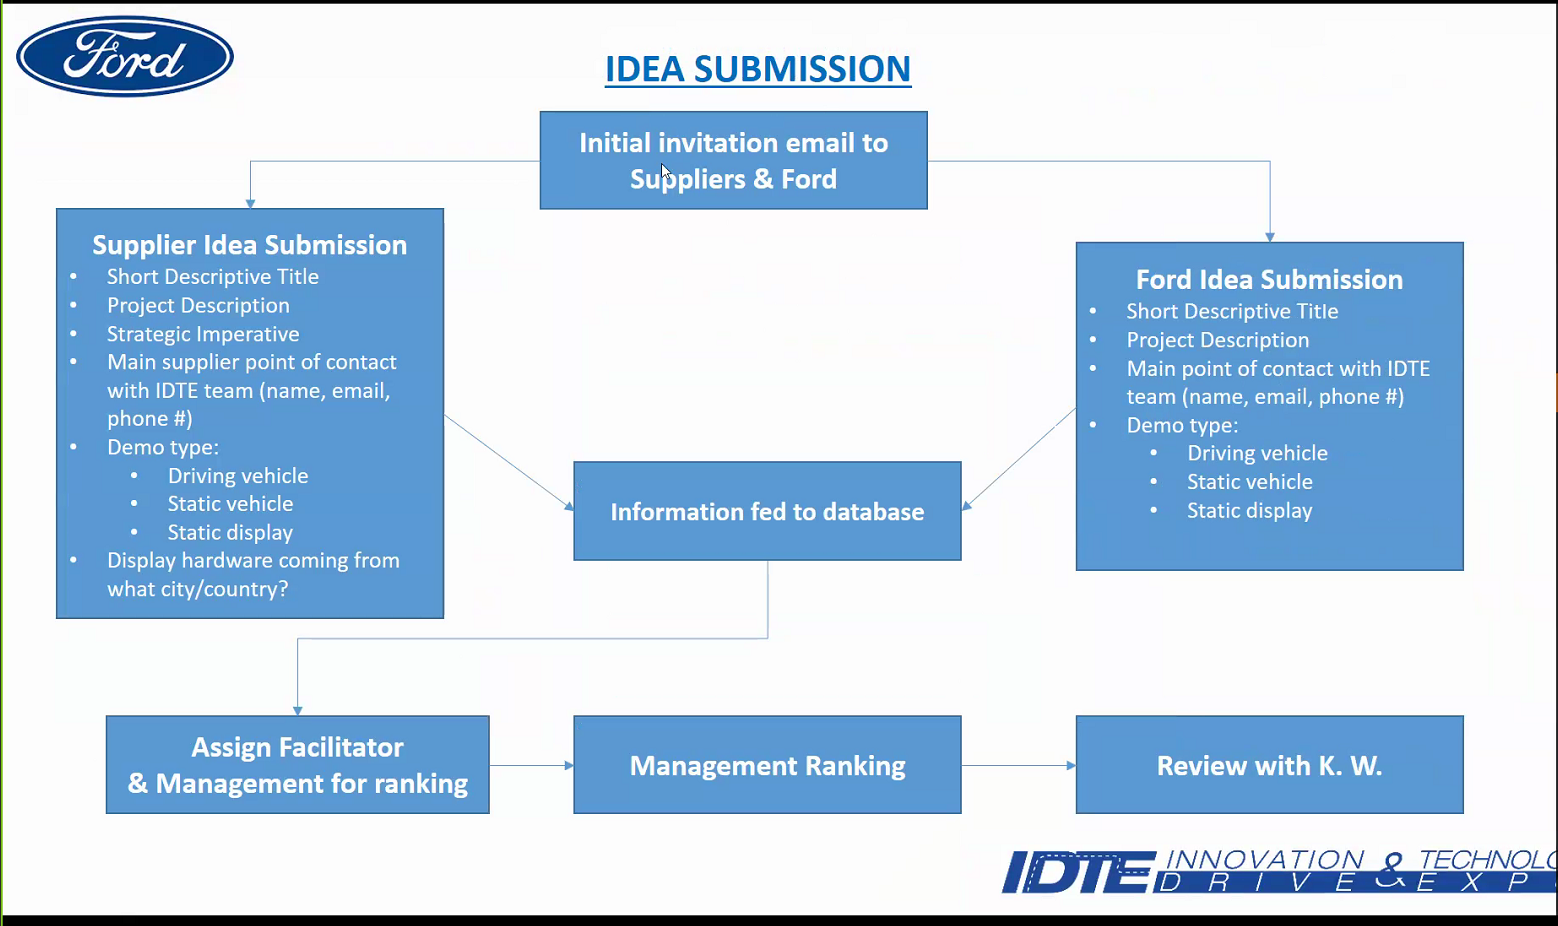 Ford
IDEA SUBMISSION
Initial invitation email to
Suppliers & Ford
Supplier Idea Submission
• Short Descriptive Title
• Project Description
• Strategic Imperative
• Main supplier point of contact
with IDTE team (name, email,
phone #)
• Demo type:
• Driving vehicle
• Static vehicle
• Static display
• Display hardware coming from
what city/country?
Ford Idea Submission
• Short Descriptive Title
• Project Description
• Main point of contact with IDTE
team (name, email, phone #)
• Demo type:
• Driving vehicle
• Static vehicle
• Static display
Information fed to database
Assign Facilitator
& Management for ranking
Management Ranking
Review with K. W.
IDTE INNOVATION & TECHNOLO
DRIVE & EXP